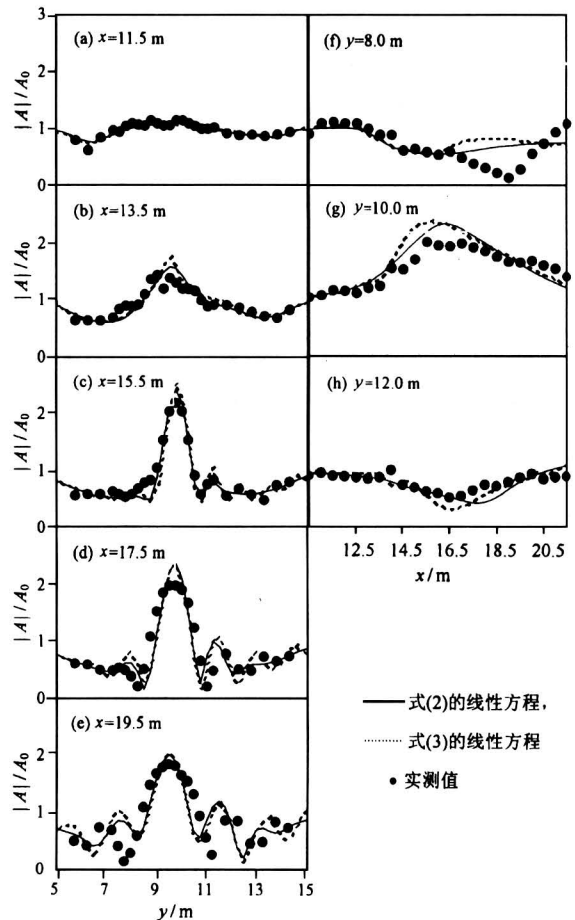 3
2
1
0
|A|/A₀
(a) x=11.5 m
(f) y=8.0 m
2
1
0
|A|/A₀
(b) x=13.5 m
(g) y=10.0 m
2
1
0
|A|/A₀
(c) x=15.5 m
(h) y=12.0 m
12.5 14.5 16.5 18.5 20.5
x/m
2
1
0
|A|/A₀
(d) x=17.5 m
2
1
0
|A|/A₀
(e) x=19.5 m
5 7 9 11 13 15
y/m
式(2)的线性方程，
式(3)的线性方程
实测值